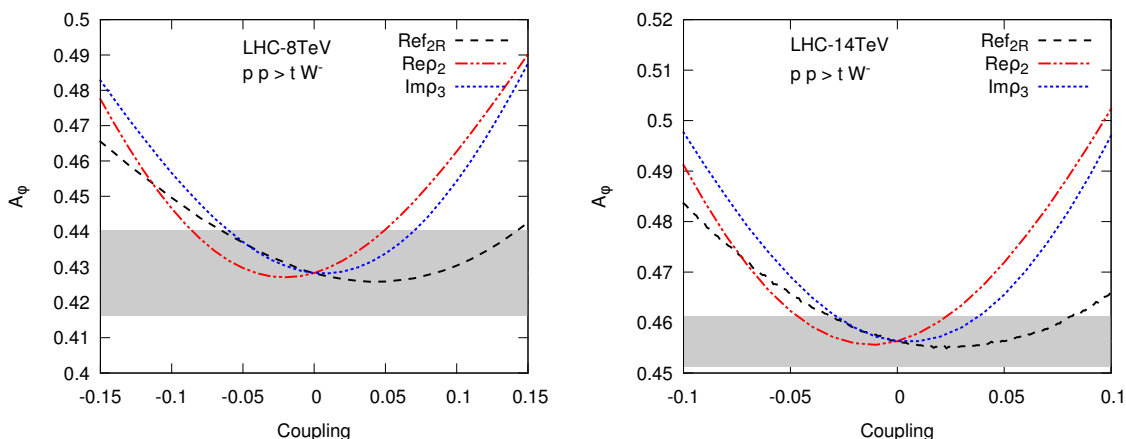 0.5
0.49
0.48
0.47
0.46
0.45
0.44
0.43
0.42
0.41
0.4
-0.15
-0.1
-0.05
0
0.05
0.1
0.15
Aφ
Coupling
LHC-8TeV
p p > t W-
Ref2R
Reρ2
Imρ3
0.52
0.51
0.5
0.49
0.48
0.47
0.46
0.45
-0.1
-0.05
0
0.05
0.1
Aφ
Coupling
LHC-14TeV
p p > t W-
Ref2R
Reρ2
Imρ3